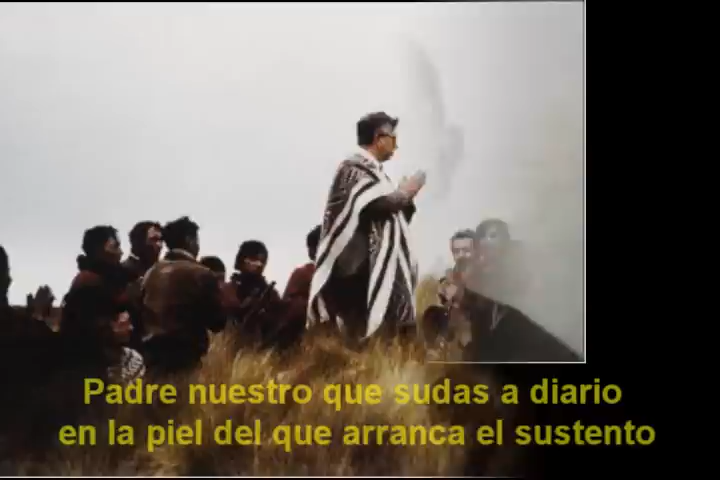 Padre nuestro que sudas a diario
en la piel del que arranca el sustento